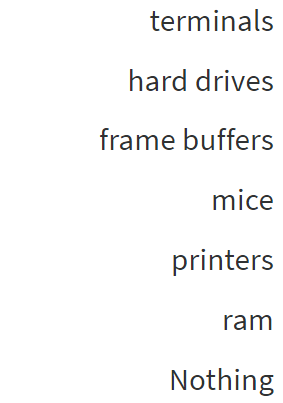 terminals
hard drives
frame buffers
mice
printers
ram
Nothing